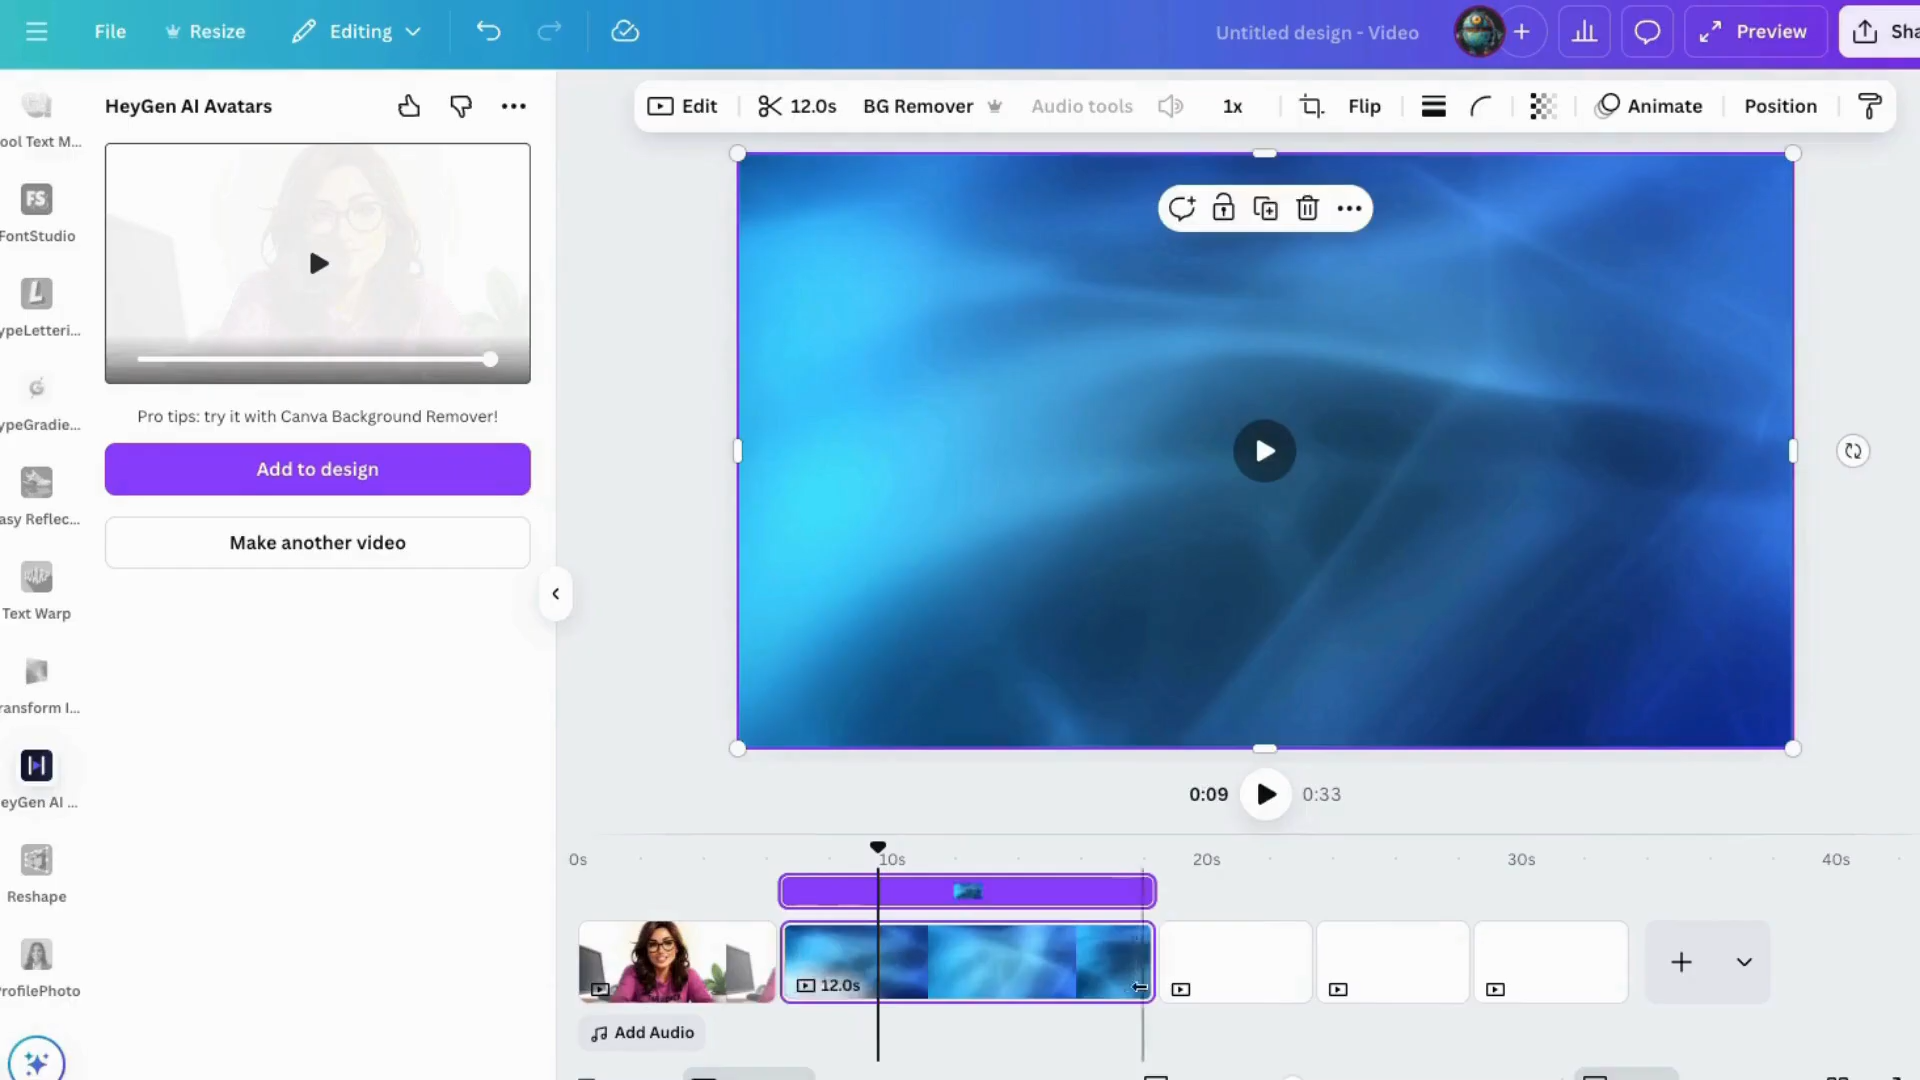 File
Resize
Editing
Untitled design - Video
Preview
Sha
HeyGen AI Avatars
Edit
12.0s
BG Remover
Audio tools
1x
Flip
Animate
Position
ool Text M...
FS
FontStudio
L
ypeLetteri...
G
ypeGradie...
asy Reflec...
WARP
Text Warp
ransform I...
eyGen AI ...
Reshape
ProfilePhoto
Pro tips: try it with Canva Background Remover!
Add to design
Make another video
0:09
0:33
0s
10s
20s
30s
40s
12.0s
Add Audio